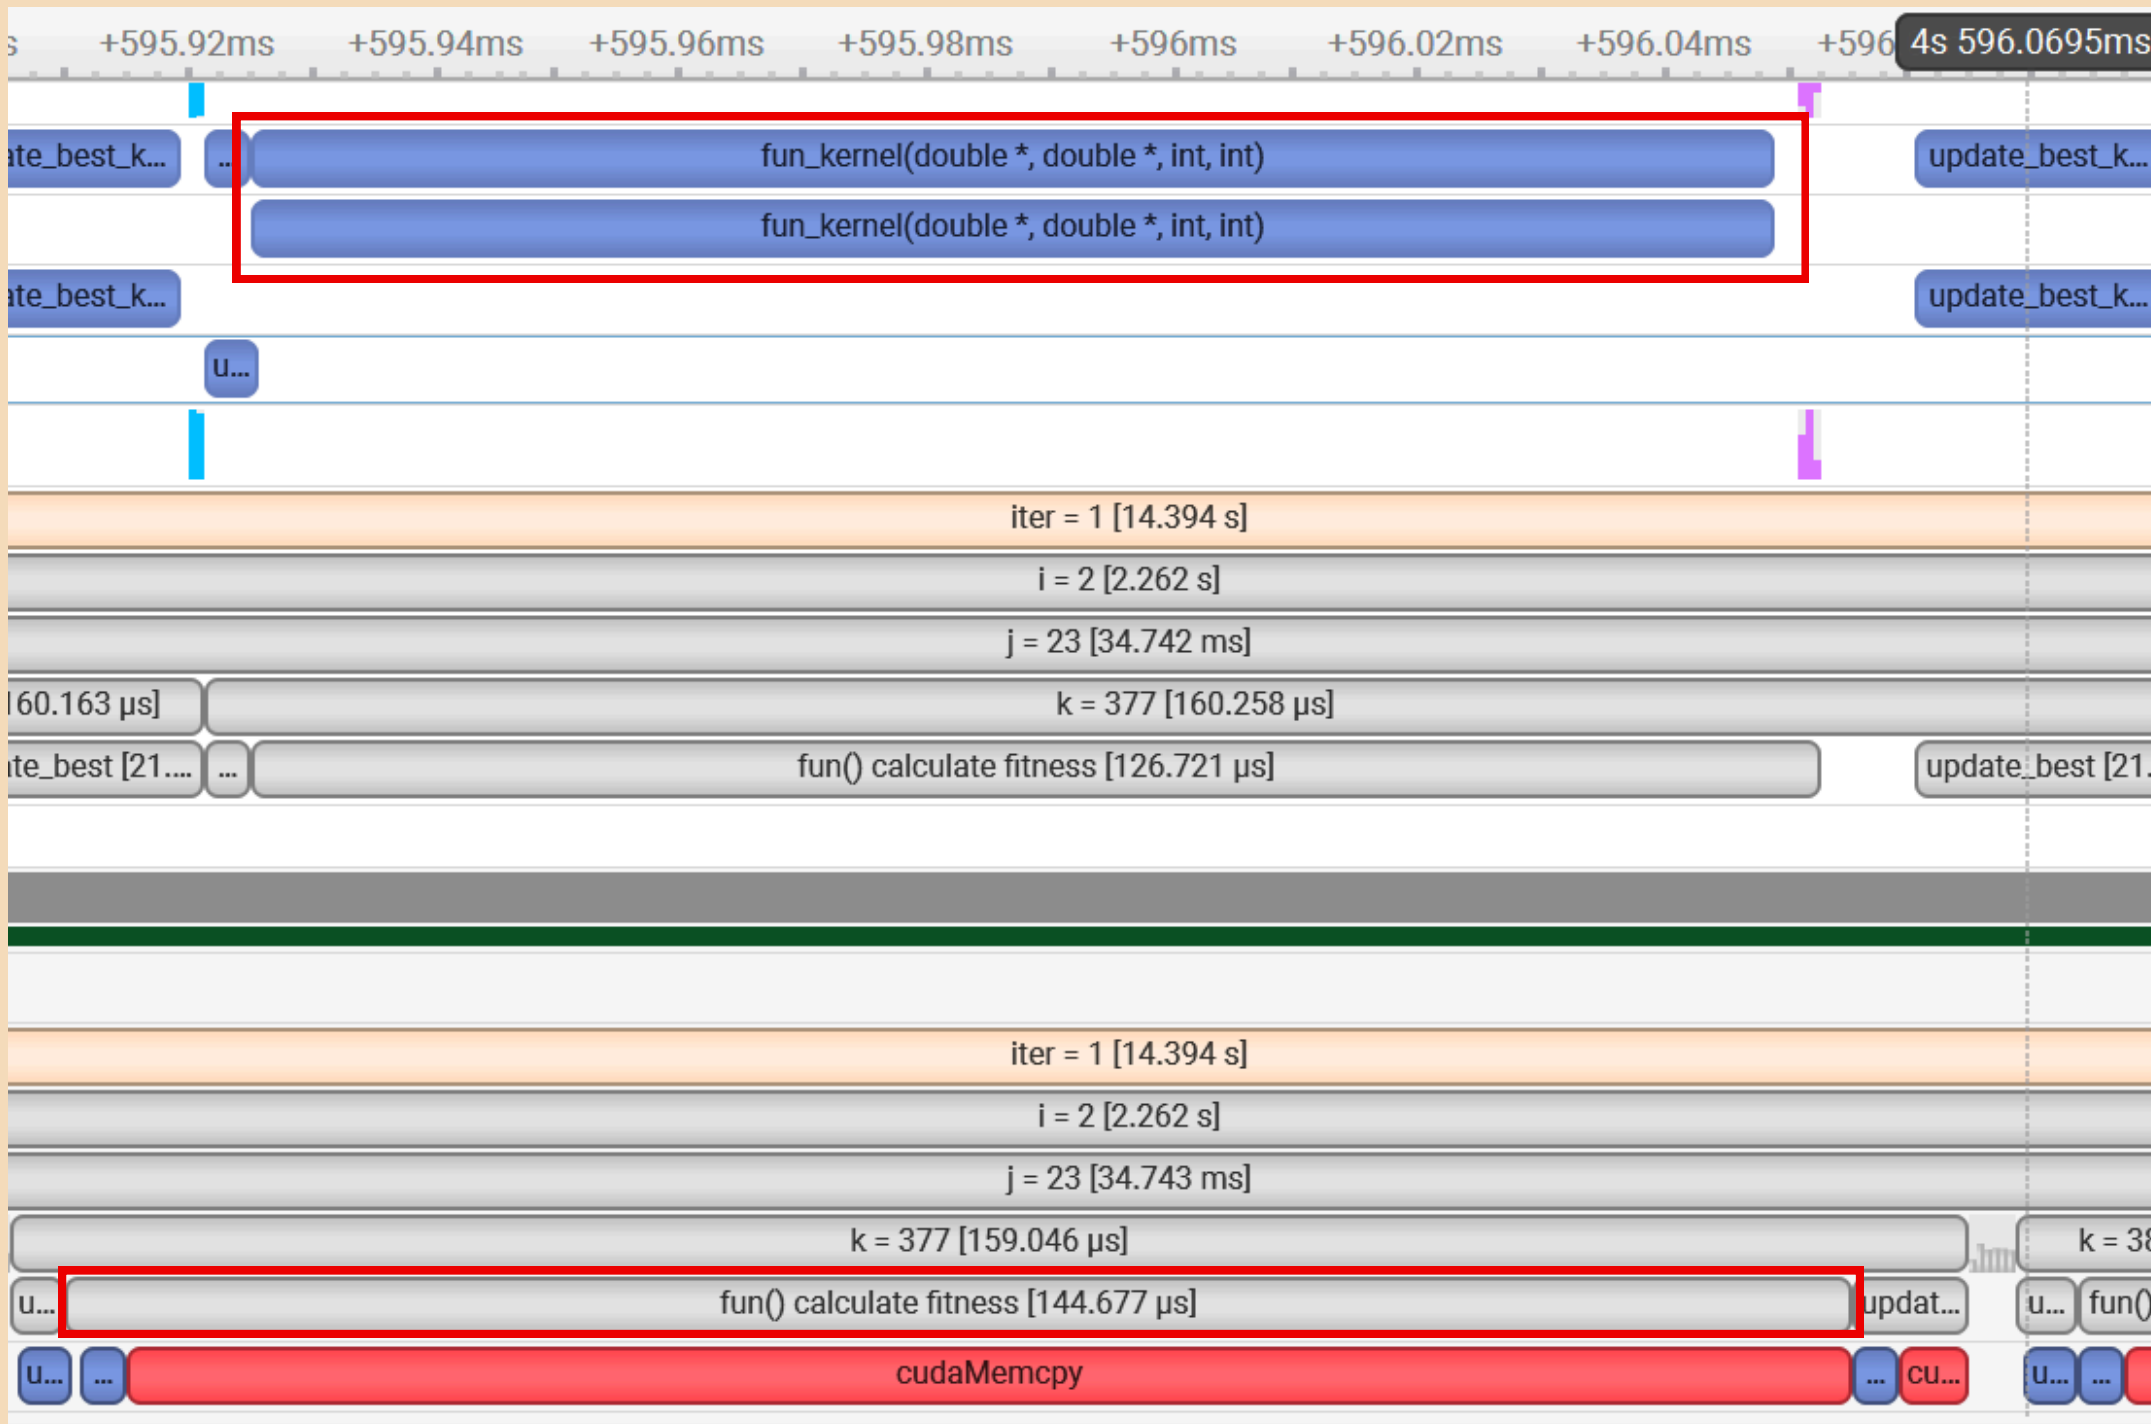 s +595.92ms +595.94ms +595.96ms +595.98ms +596ms +596.02ms +596.04ms +596 4s 596.0695ms
ate_best_k... ... fun_kernel(double *, double *, int, int) update_best_k...
fun_kernel(double *, double *, int, int)
ate_best_k... update_best_k...
u...
iter = 1 [14.394 s]
i = 2 [2.262 s]
j = 23 [34.742 ms]
160.163 µs] k = 377 [160.258 µs]
ate_best [21.... ... fun() calculate fitness [126.721 µs] update_best [21.
iter = 1 [14.394 s]
i = 2 [2.262 s]
j = 23 [34.743 ms]
k = 377 [159.046 µs] k = 38
u... fun() calculate fitness [144.677 µs] updat... u... fun()
u... ... cudaMemcpy ... cu... u... ...